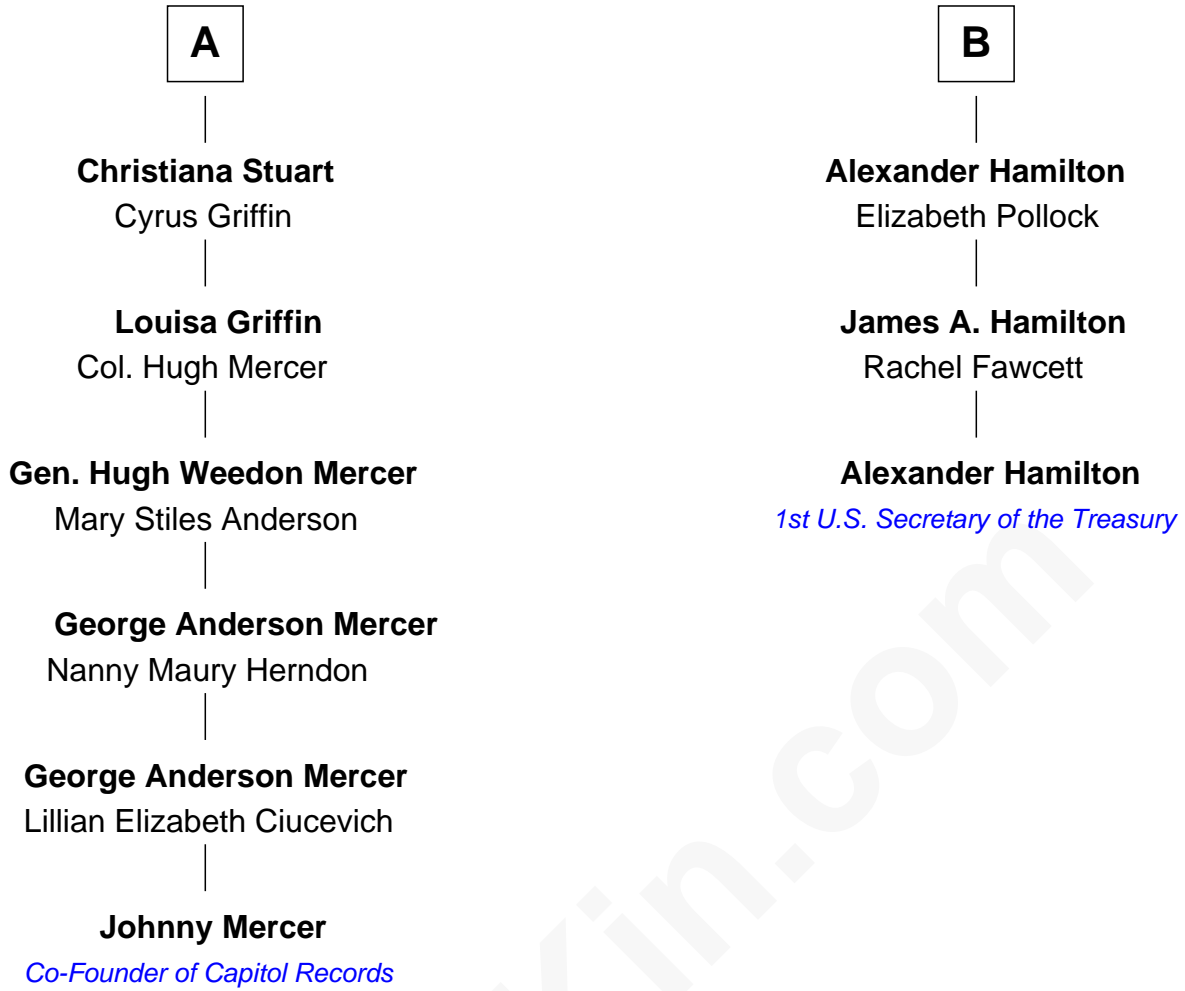 A
Christiana Stuart
Cyrus Griffin
Louisa Griffin
Col. Hugh Mercer
Gen. Hugh Weedon Mercer
Mary Stiles Anderson
George Anderson Mercer
Nanny Maury Herndon
George Anderson Mercer
Lillian Elizabeth Ciucevich
Johnny Mercer
Co-Founder of Capitol Records
B
Alexander Hamilton
Elizabeth Pollock
James A. Hamilton
Rachel Fawcett
Alexander Hamilton
1st U.S. Secretary of the Treasury
in.com